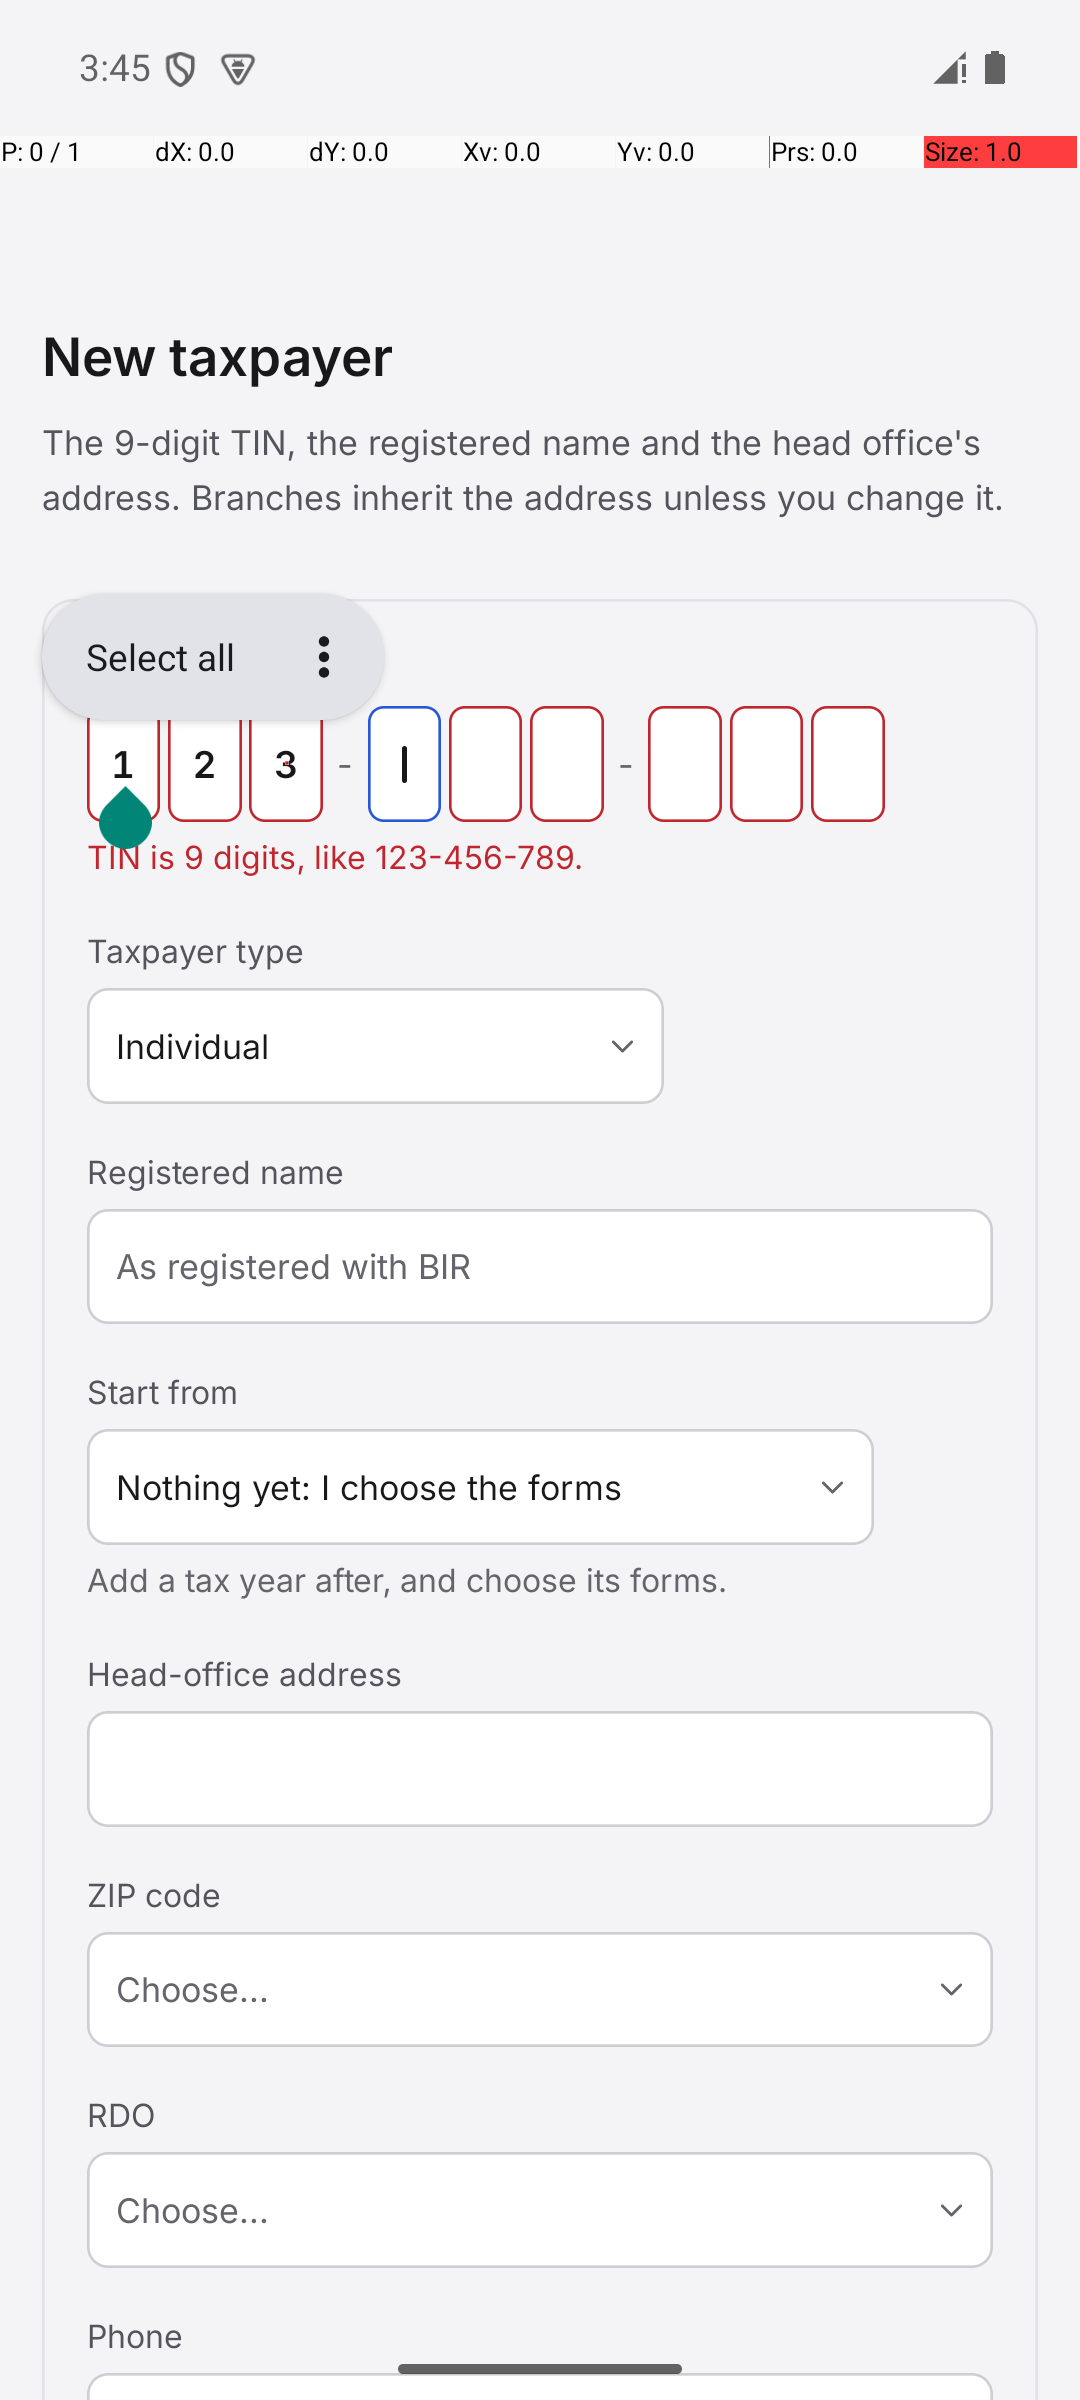 3:45
P: 0 / 1 dX: 0.0 dY: 0.0 Xv: 0.0 Yv: 0.0 Prs: 0.0 Size: 1.0
New taxpayer
The 9-digit TIN, the registered name and the head office's
address. Branches inherit the address unless you change it.
Select all
1 2 3 - - 
TIN is 9 digits, like 123-456-789.
Taxpayer type
Individual
Registered name
As registered with BIR
Start from
Nothing yet: I choose the forms
Add a tax year after, and choose its forms.
Head-office address
ZIP code
Choose...
RDO
Choose...
Phone